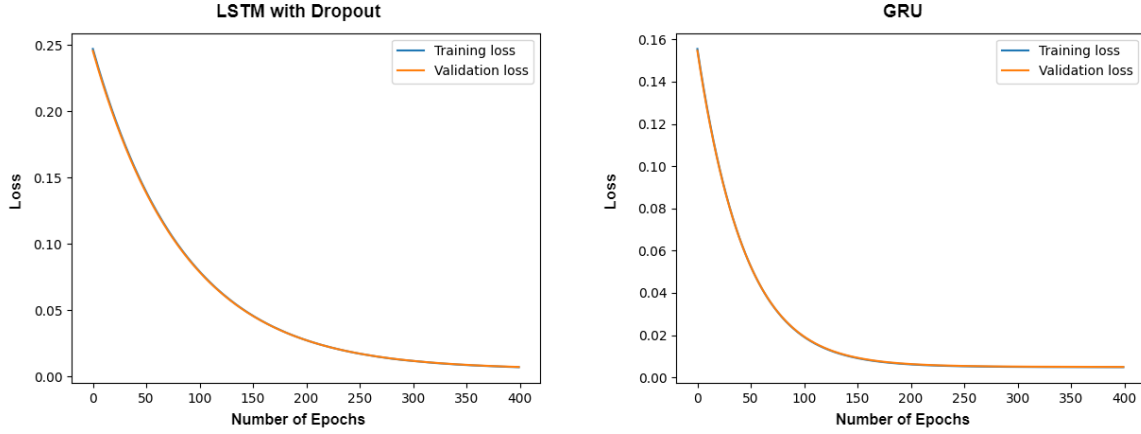 LSTM with Dropout
0.25
0.20
0.15
0.10
0.05
0.00
Loss
Training loss
Validation loss
0 50 100 150 200 250 300 350 400
Number of Epochs
GRU
0.16
0.14
0.12
0.10
0.08
0.06
0.04
0.02
0.00
Loss
Training loss
Validation loss
0 50 100 150 200 250 300 350 400
Number of Epochs